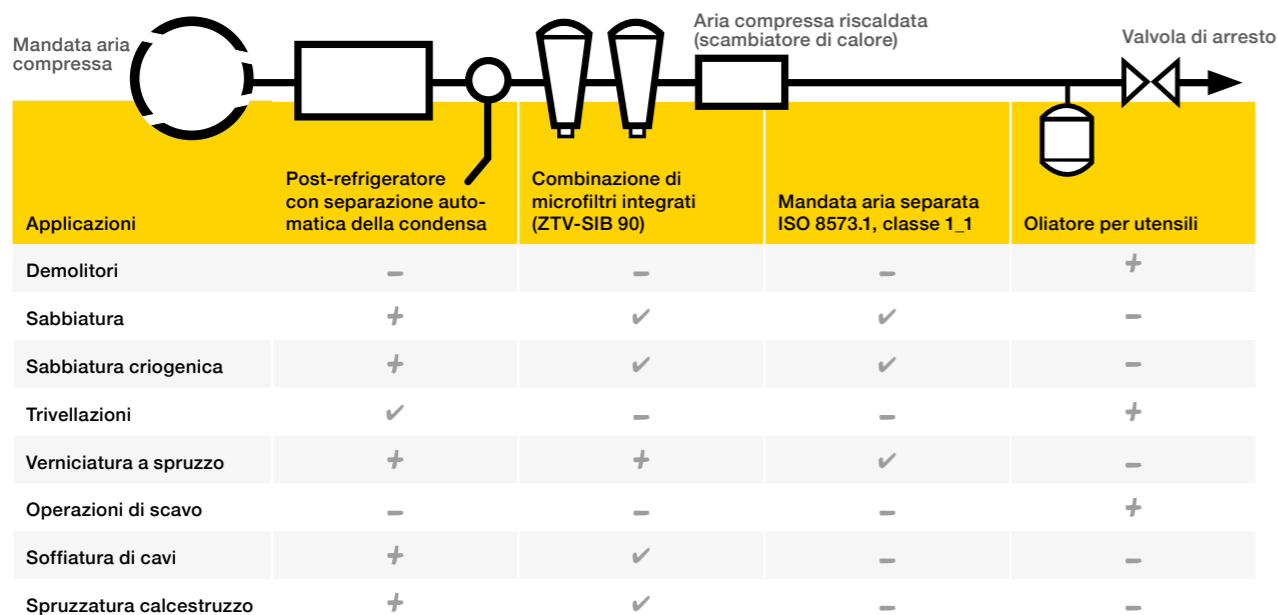 Mandata aria
compressa
Aria compressa riscaldata
(scambiatore di calore)
Valvola di arresto
Applicazioni
Post-refrigeratore
con separazione auto-
matica della condensa
Combinazione di
microfiltri integrati
(ZTV-SIB 90)
Mandata aria separata
ISO 8573.1, classe 1_1
Oliatore per utensili
Demolitori – – – +
Sabbiatura + ✔ ✔ –
Sabbiatura criogenica + ✔ ✔ –
Trivellazioni ✔ – – +
Verniciatura a spruzzo + + ✔ –
Operazioni di scavo – – – +
Soffiatura di cavi + ✔ – –
Spruzzatura calcestruzzo + ✔ – –